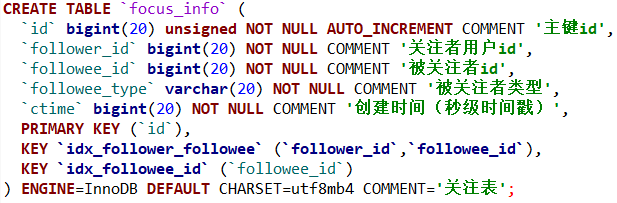 CREATE TABLE `focus_info` (
  `id` bigint(20) unsigned NOT NULL AUTO_INCREMENT COMMENT '主键id',
  `follower_id` bigint(20) NOT NULL COMMENT '关注者用户id',
  `followee_id` bigint(20) NOT NULL COMMENT '被关注者id',
  `followee_type` varchar(20) NOT NULL COMMENT '被关注者类型',
  `ctime` bigint(20) NOT NULL COMMENT '创建时间（秒级时间戳）',
  PRIMARY KEY (`id`),
  KEY `idx_follower_followee` (`follower_id`,`followee_id`),
  KEY `idx_followee_id` (`followee_id`)
) ENGINE=InnoDB DEFAULT CHARSET=utf8mb4 COMMENT='关注表';